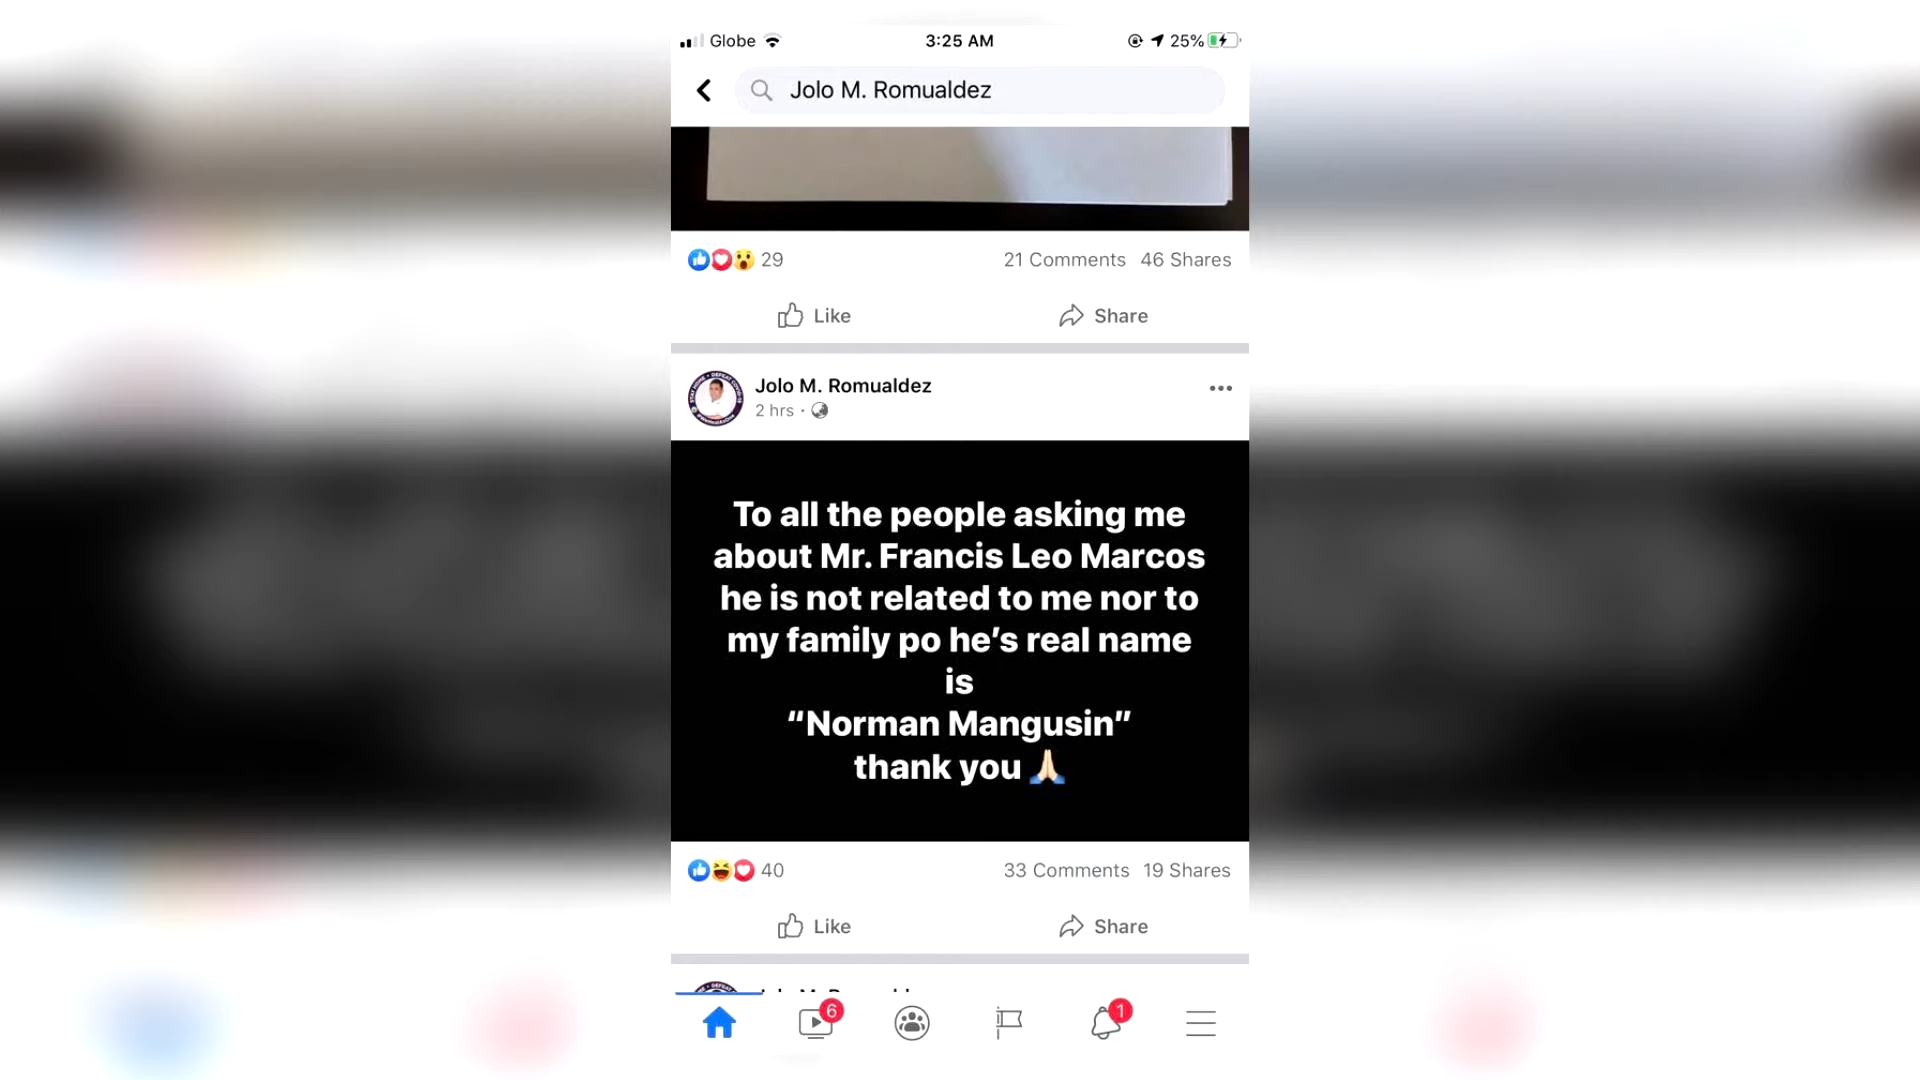 Globe
3:25 AM
25%
Jolo M. Romualdez
29
21 Comments 46 Shares
Like
Share
Jolo M. Romualdez
2 hrs ·
To all the people asking me
about Mr. Francis Leo Marcos
he is not related to me nor to
my family po he’s real name
is
“Norman Mangusin”
thank you🙏🏻
40
33 Comments 19 Shares
Like
Share
6
1